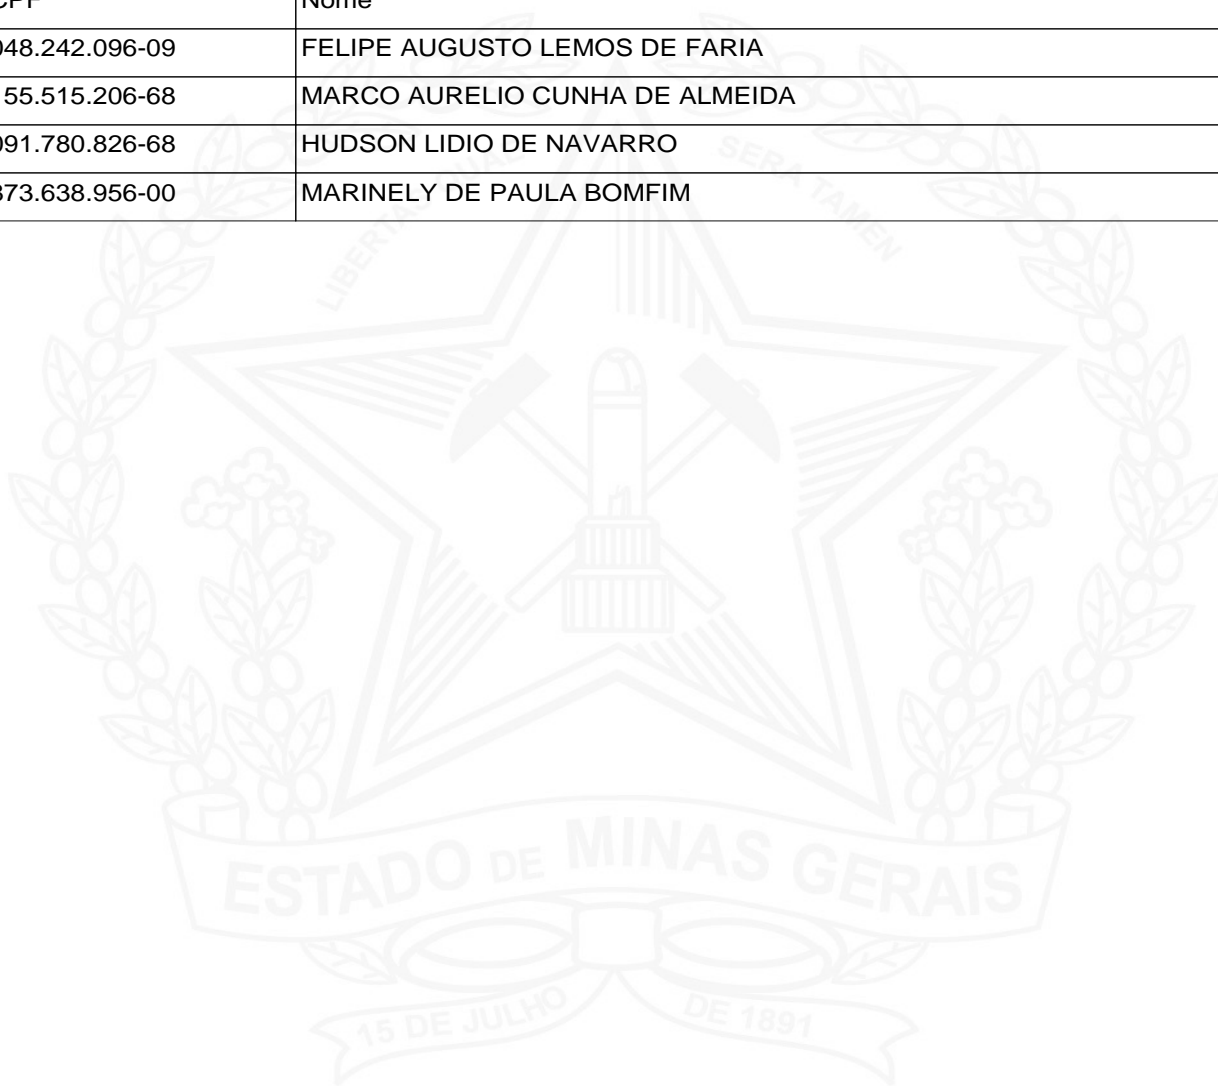 CPF Nome
048.242.096-09 FELIPE AUGUSTO LEMOS DE FARIA
55.515.206-68 MARCO AURELIO CUNHA DE ALMEIDA
091.780.826-68 HUDSON LIDIO DE NAVARRO
873.638.956-00 MARINELY DE PAULA BOMFIM
LIBERTAS QUAE SERA TAMEN
ESTADO DE MINAS GERAIS
15 DE JULHO DE 1891